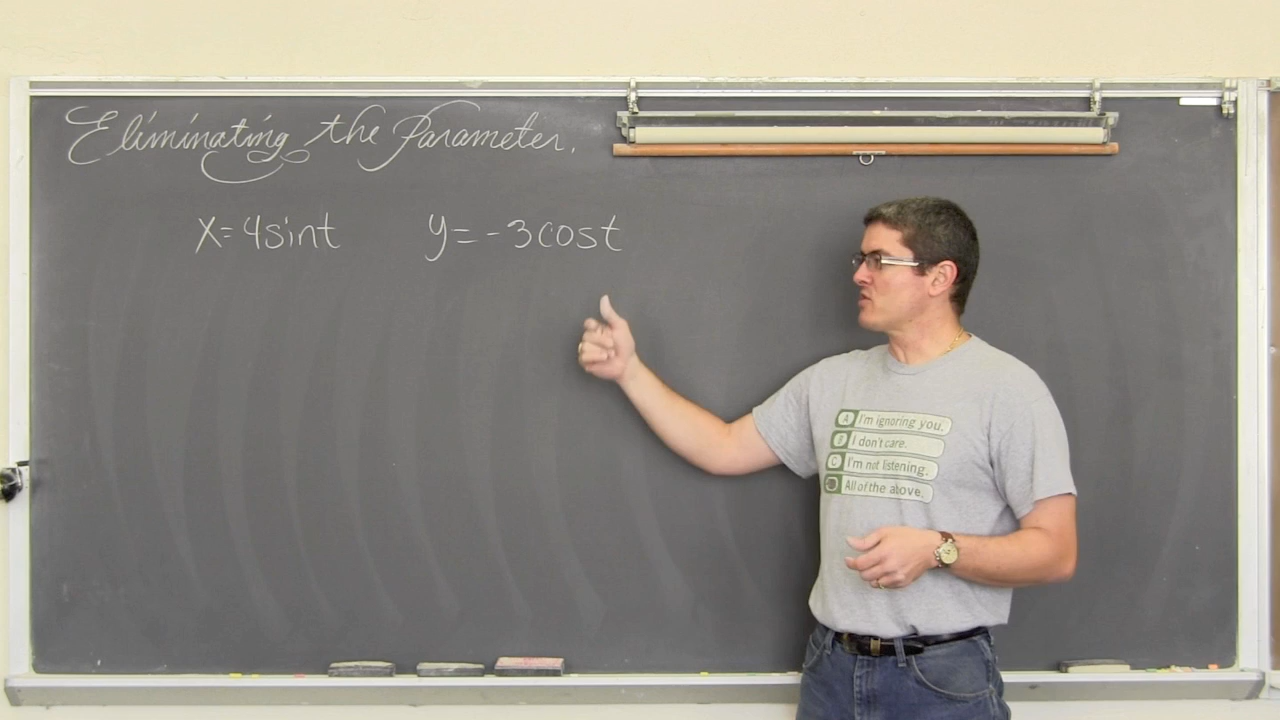 Eliminating the Parameter.
x=4sint y=-3cost
A I'm ignoring you.
B I don't care.
C I'm not listening.
D All of the above.